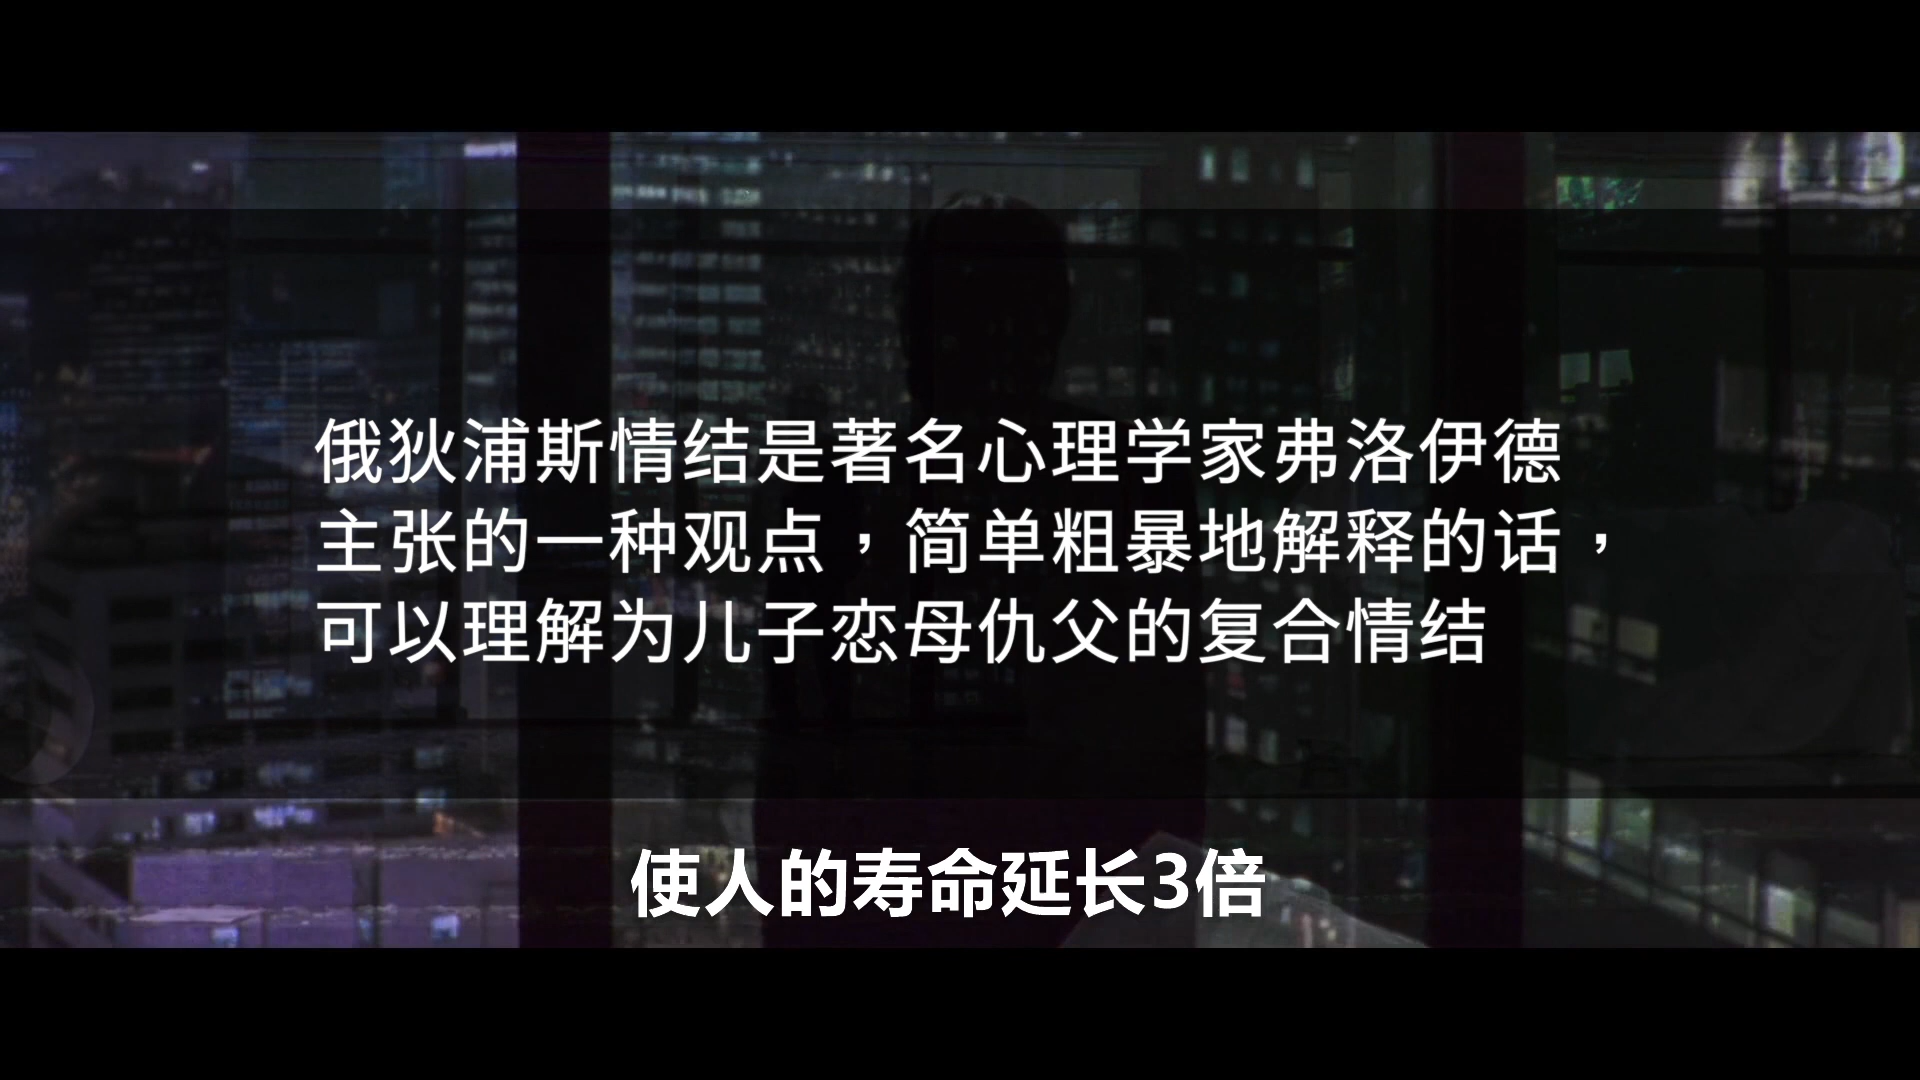 俄狄浦斯情结是著名心理学家弗洛伊德
主张的一种观点，简单粗暴地解释的话，
可以理解为儿子恋母仇父的复合情结
使人的寿命延长3倍